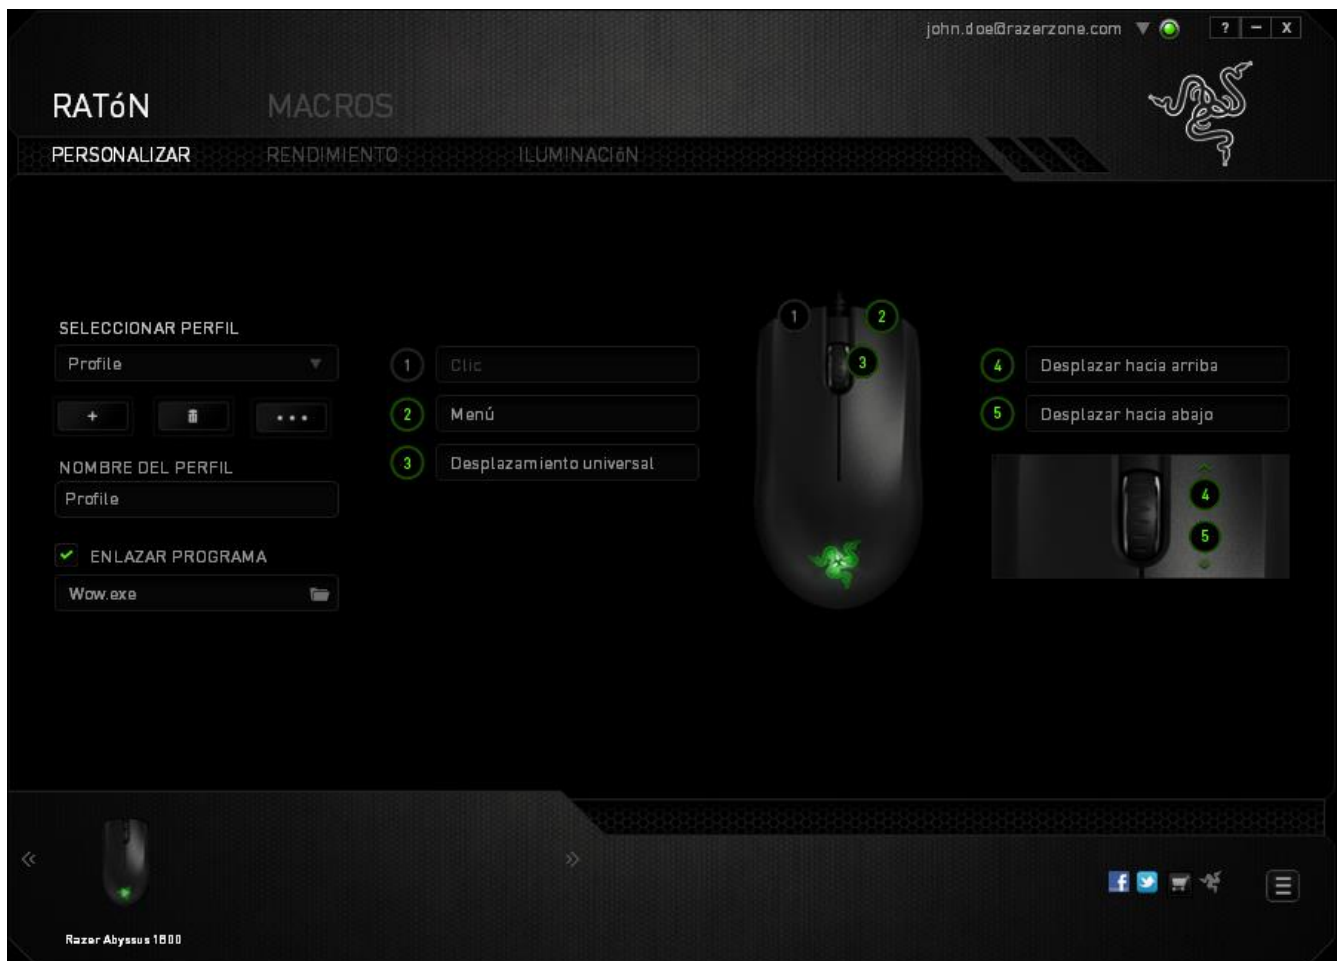 john.doe@razerzone.com
? – X
RATóN MACROS
PERSONALIZAR RENDIMIENTO ILUMINACIóN
SELECCIONAR PERFIL
Profile
+
NOMBRE DEL PERFIL
Profile
ENLAZAR PROGRAMA
Wow.exe
1 Clic
2 Menú
3 Desplazamiento universal
1
2
3
4 Desplazar hacia arriba
5 Desplazar hacia abajo
4
5
Razer Abyssus 1800